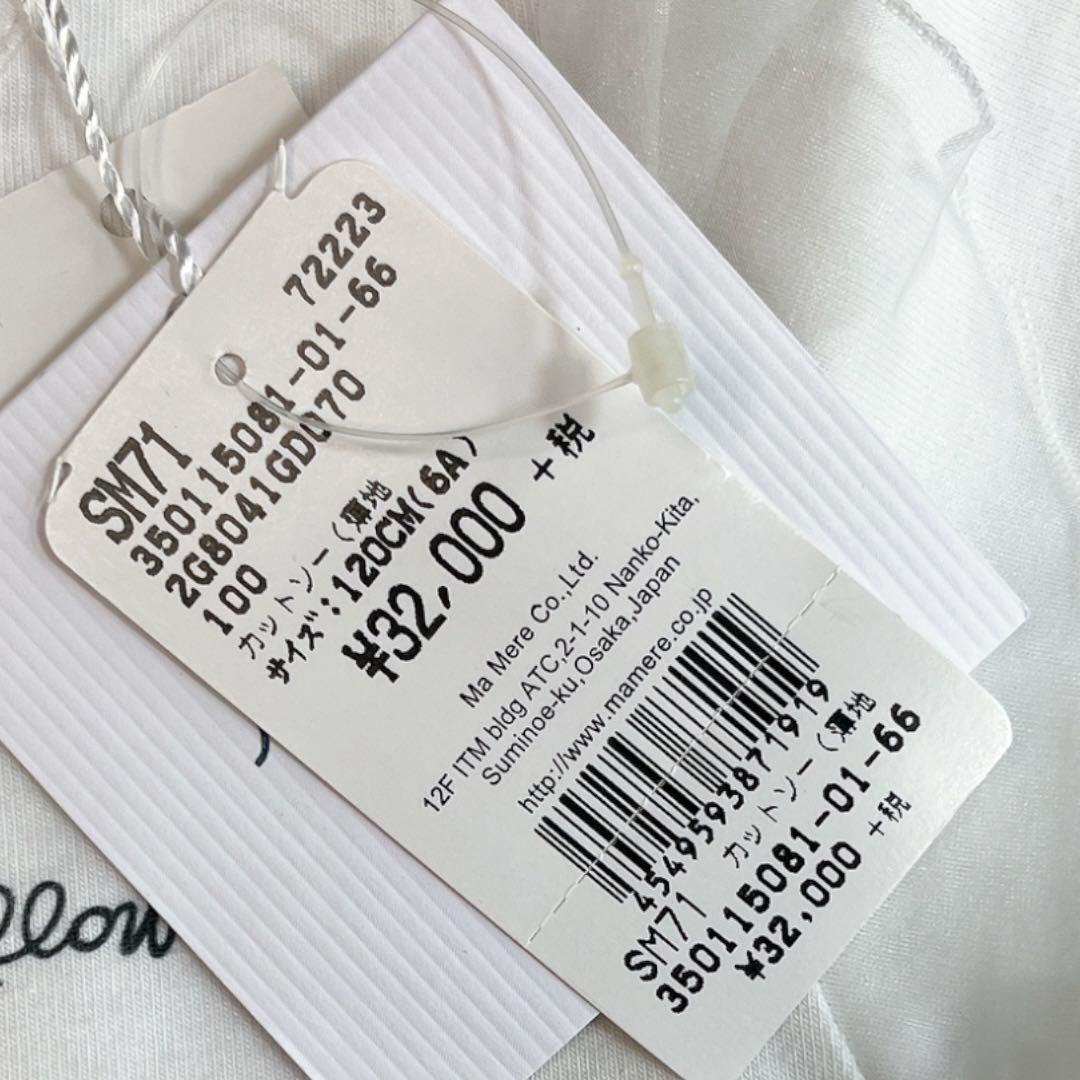 72223
SM71
350115081-01-66
2G8041GD070
100
カットソー(薄地
サイズ:120CM(6A)
¥32,000 +税
Ma Mere Co.,Ltd.
12F ITM bldg ATC,2-1-10 Nanko-Kita,
Suminoe-ku,Osaka,Japan
http://www.mamere.co.jp
4549593871919
SM71 カットソー(薄地
350115081-01-66
¥32,000 +税
llow